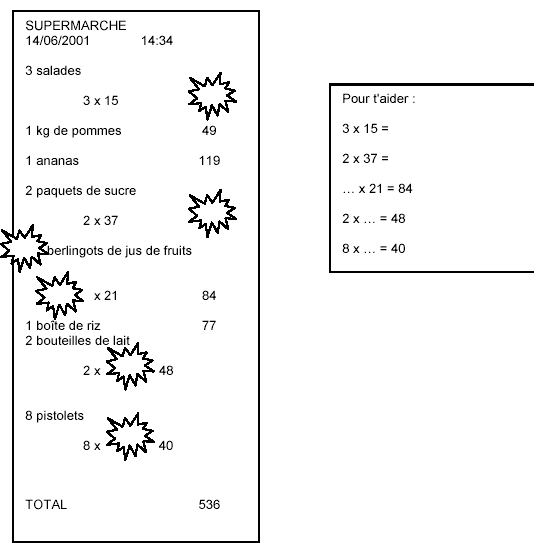 SUPERMARCHE
14/06/2001 14:34
3 salades
3 x 15
1 kg de pommes 49
1 ananas 119
2 paquets de sucre
2 x 37
berlingots de jus de fruits
x 21 84
1 boîte de riz 77
2 bouteilles de lait
2 x 48
8 pistolets
8 x 40
TOTAL 536
Pour t'aider :
3 x 15 =
2 x 37 =
... x 21 = 84
2 x ... = 48
8 x ... = 40